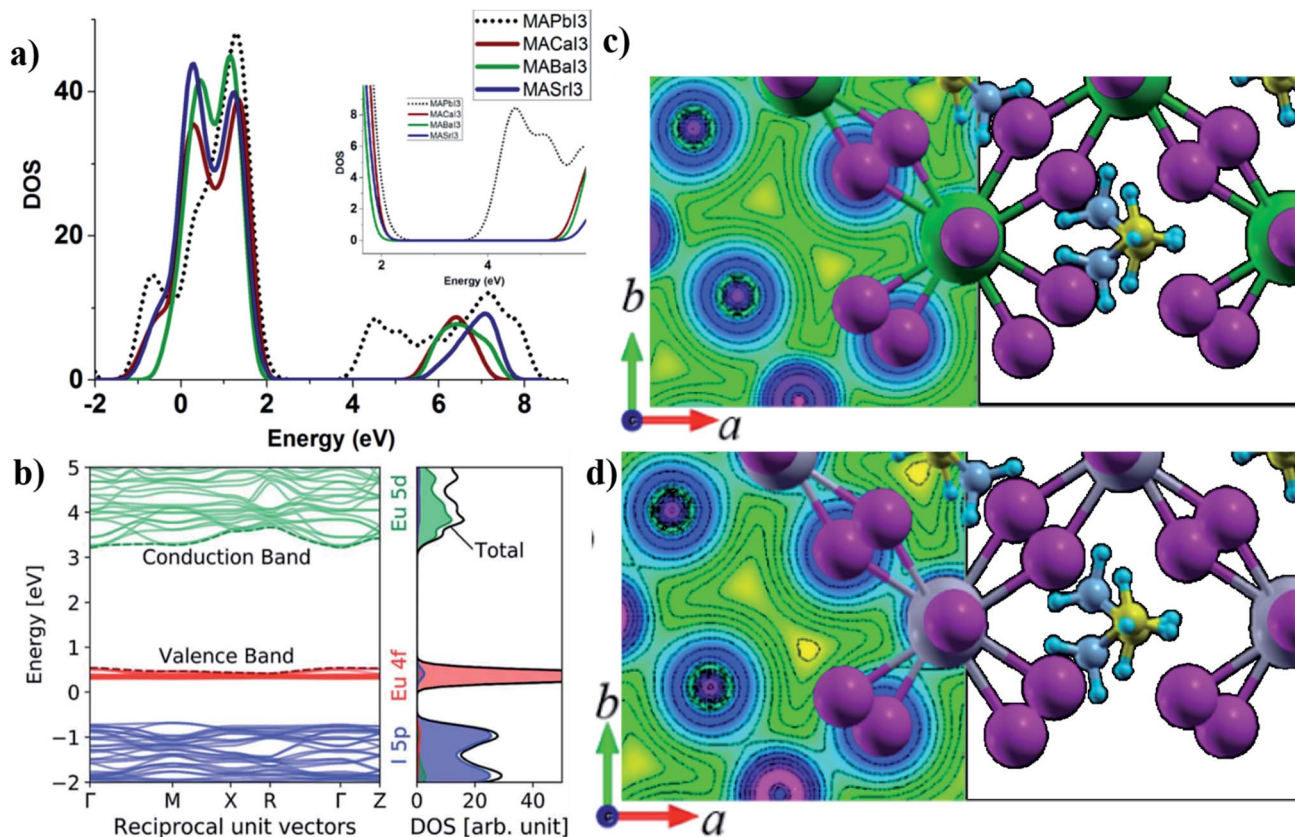 a)
MAPbI3
MACaI3
MABaI3
MASrI3
DOS
40
20
0
-2
0
2
4
6
8
Energy (eV)
MAPbI3
MACaI3
MABaI3
MASrI3
DOS
8
6
4
2
0
2
4
Energy (eV)
b)
Energy [eV]
5
4
3
2
1
0
−1
−2
Conduction Band
Valence Band
Γ
M
X
R
Γ
Z
Reciprocal unit vectors
Eu 5d
Eu 4f
I 5p
Total
0
20
40
DOS [arb. unit]
c)
b
c
a
d)
b
c
a